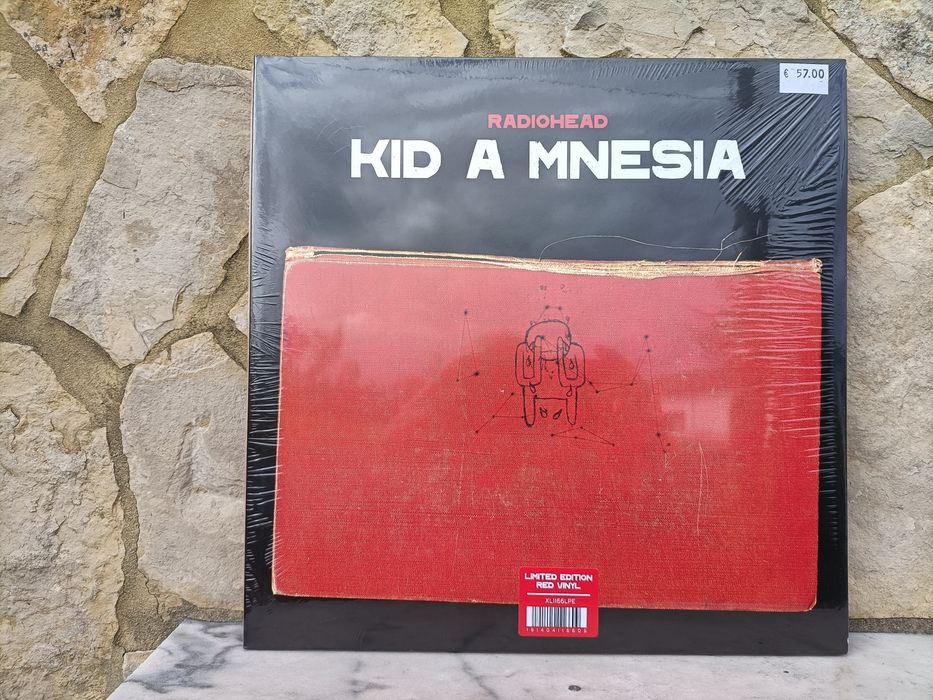 € 57.00
RADIOHEAD
KID A MNESIA
LIMITED EDITION
RED VINYL
XL1166LPE